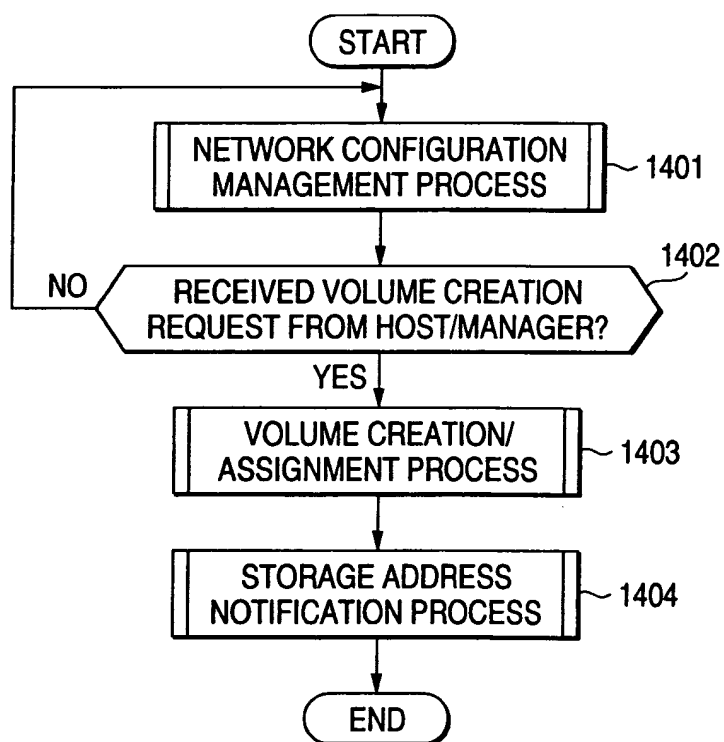 START
NETWORK CONFIGURATION
MANAGEMENT PROCESS
1401
1402
NO
RECEIVED VOLUME CREATION
REQUEST FROM HOST/MANAGER?
YES
VOLUME CREATION/
ASSIGNMENT PROCESS
1403
STORAGE ADDRESS
NOTIFICATION PROCESS
1404
END